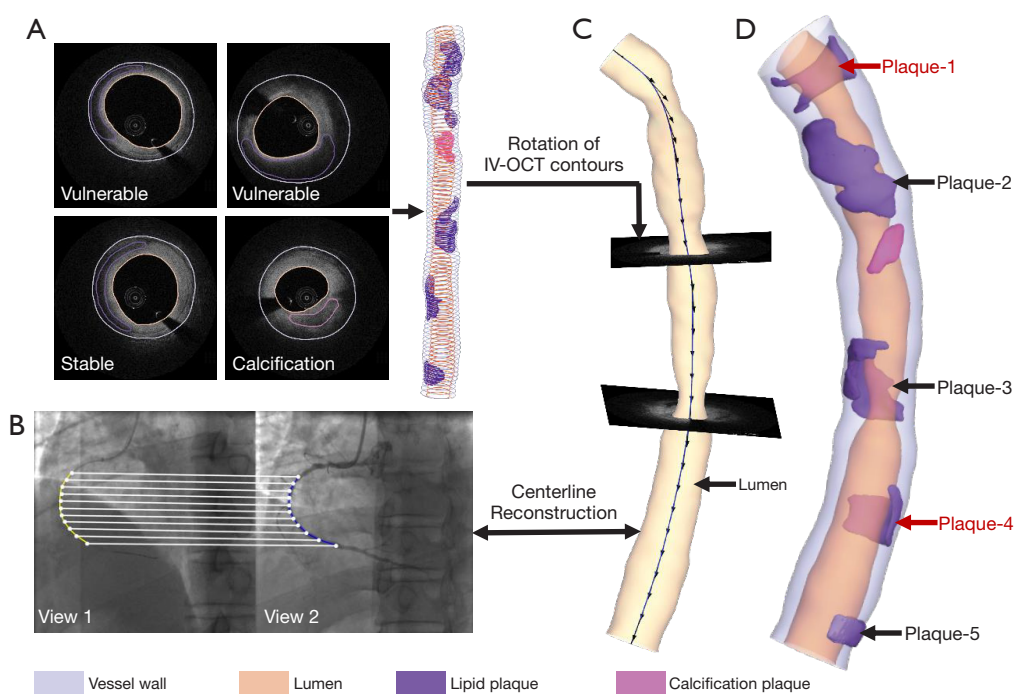 A
Vulnerable
Vulnerable
Stable
Calcification
Rotation of
IV-OCT contours
C
Lumen
D
Plaque-1
Plaque-2
Plaque-3
Plaque-4
Plaque-5
B
View 1
View 2
Centerline
Reconstruction
Vessel wall
Lumen
Lipid plaque
Calcification plaque